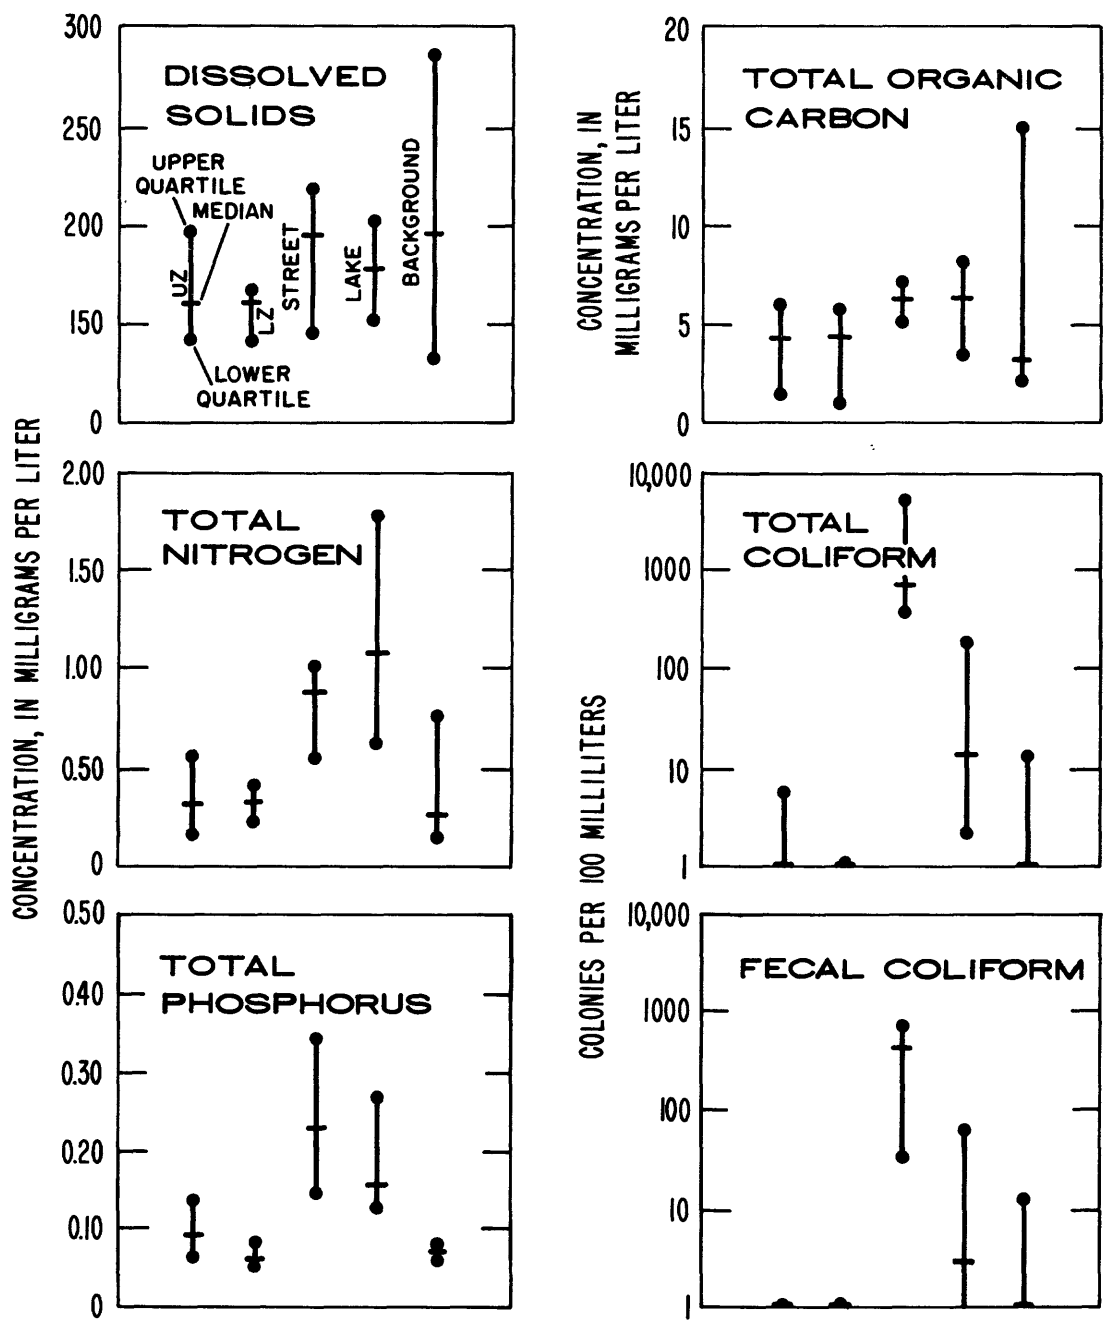 CONCENTRATION, IN MILLIGRAMS PER LITER
300
250
200
150
0
DISSOLVED
SOLIDS
UPPER
QUARTILE
MEDIAN
UZ
LZ
STREET
LAKE
BACKGROUND
LOWER
QUARTILE
CONCENTRATION, IN
MILLIGRAMS PER LITER
20
15
10
5
0
TOTAL ORGANIC
CARBON
2.00
1.50
1.00
0.50
0
TOTAL
NITROGEN
COLONIES PER 100 MILLILITERS
10,000
1000
100
10
1
TOTAL
COLIFORM
0.50
0.40
0.30
0.20
0.10
0
TOTAL
PHOSPHORUS
10,000
1000
100
10
1
FECAL COLIFORM